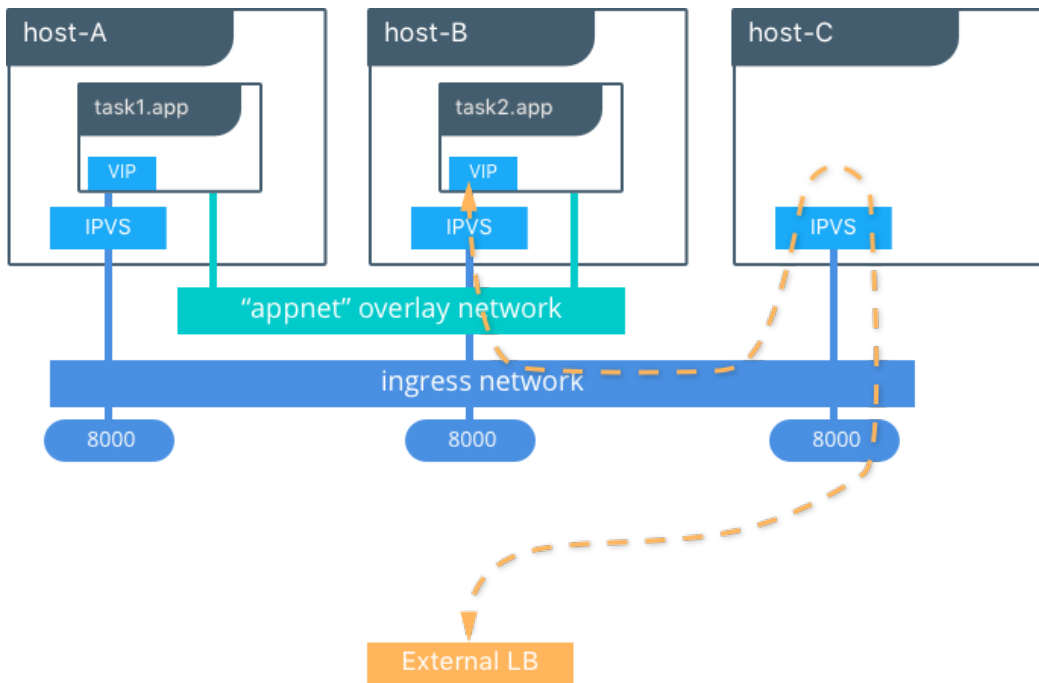 host-A
host-B
host-C
task1.app
task2.app
VIP
VIP
IPVS
IPVS
IPVS
“appnet” overlay network
ingress network
8000
8000
8000
External LB